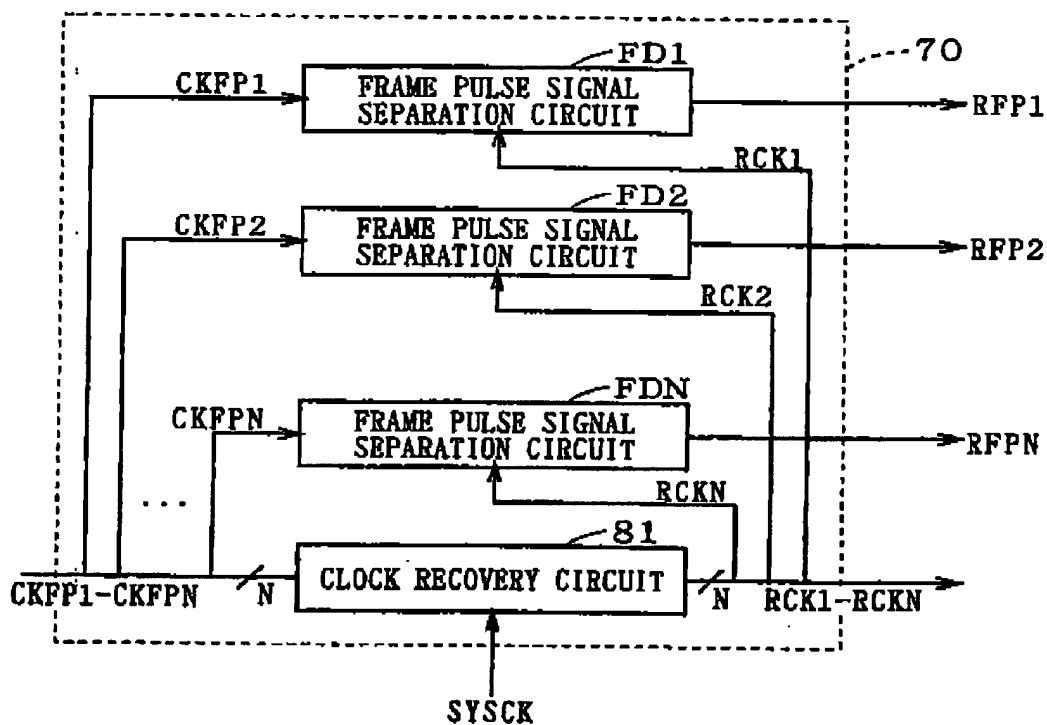 FD1
70
CKFP1
FRAME PULSE SIGNAL
SEPARATION CIRCUIT
RFP1
RCK1
FD2
CKFP2
FRAME PULSE SIGNAL
SEPARATION CIRCUIT
RFP2
RCK2
FDN
CKFPN
FRAME PULSE SIGNAL
SEPARATION CIRCUIT
RFPN
RCKN
...
81
CLOCK RECOVERY CIRCUIT
CKFP1-CKFPN
N
N
RCK1-RCKN
SYSCK